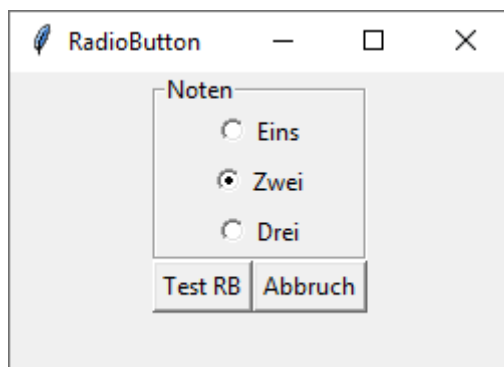 RadioButton
Noten
Eins
Zwei
Drei
Test RB Abbruch